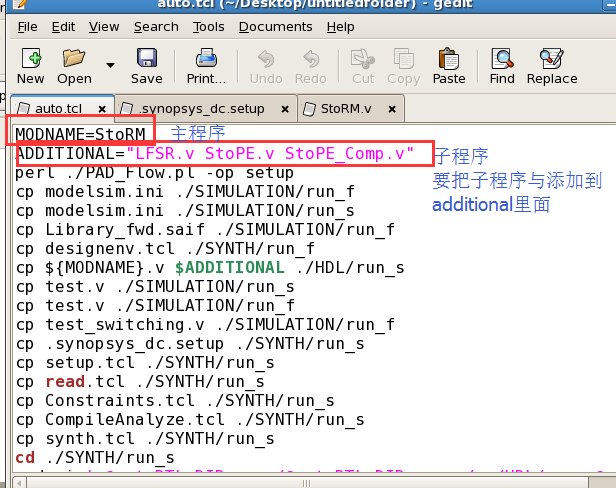 auto.tcl (~/Desktop/untitledfolder) - gedit
File Edit View Search Tools Documents Help
New Open Save Print... Undo Redo Cut Copy Paste Find Replace
auto.tcl × .synopsys_dc.setup × StoRM.v ×
MODNAME=StoRM 主程序
ADDITIONAL="LFSR.v StoPE.v StoPE_Comp.v" 子程序
perl ./PAD_Flow.pl -op setup 要把子程序与添加到
cp modelsim.ini ./SIMULATION/run_f additional里面
cp modelsim.ini ./SIMULATION/run_s
cp Library_fwd.saif ./SIMULATION/run_f
cp designenv.tcl ./SYNTH/run_f
cp ${MODNAME}.v $ADDITIONAL ./HDL/run_s
cp test.v ./SIMULATION/run_s
cp test.v ./SIMULATION/run_f
cp test_switching.v ./SIMULATION/run_f
cp .synopsys_dc.setup ./SYNTH/run_s
cp setup.tcl ./SYNTH/run_s
cp read.tcl ./SYNTH/run_s
cp Constraints.tcl ./SYNTH/run_s
cp CompileAnalyze.tcl ./SYNTH/run_s
cp synth.tcl ./SYNTH/run_s
cd ./SYNTH/run_s